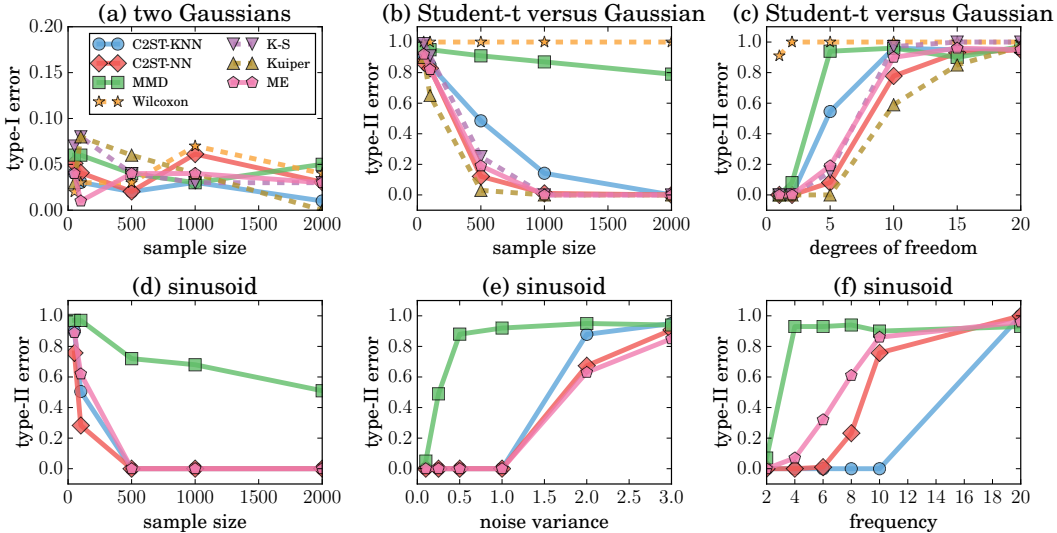 (a) two Gaussians
(b) Student-t versus Gaussian
(c) Student-t versus Gaussian
type-I error
0.20
0.15
0.10
0.05
0.00
C2ST-KNN
C2ST-NN
MMD
Wilcoxon
K-S
Kuiper
ME
0 500 1000 1500 2000
sample size
type-II error
1.0
0.8
0.6
0.4
0.2
0.0
0 500 1000 1500 2000
sample size
type-II error
1.0
0.8
0.6
0.4
0.2
0.0
0 5 10 15 20
degrees of freedom
(d) sinusoid
(e) sinusoid
(f) sinusoid
type-II error
1.0
0.8
0.6
0.4
0.2
0.0
0 500 1000 1500 2000
sample size
type-II error
1.0
0.8
0.6
0.4
0.2
0.0
0.0 0.5 1.0 1.5 2.0 2.5 3.0
noise variance
type-II error
1.0
0.8
0.6
0.4
0.2
0.0
2 4 6 8 10 12 14 16 18 20
frequency